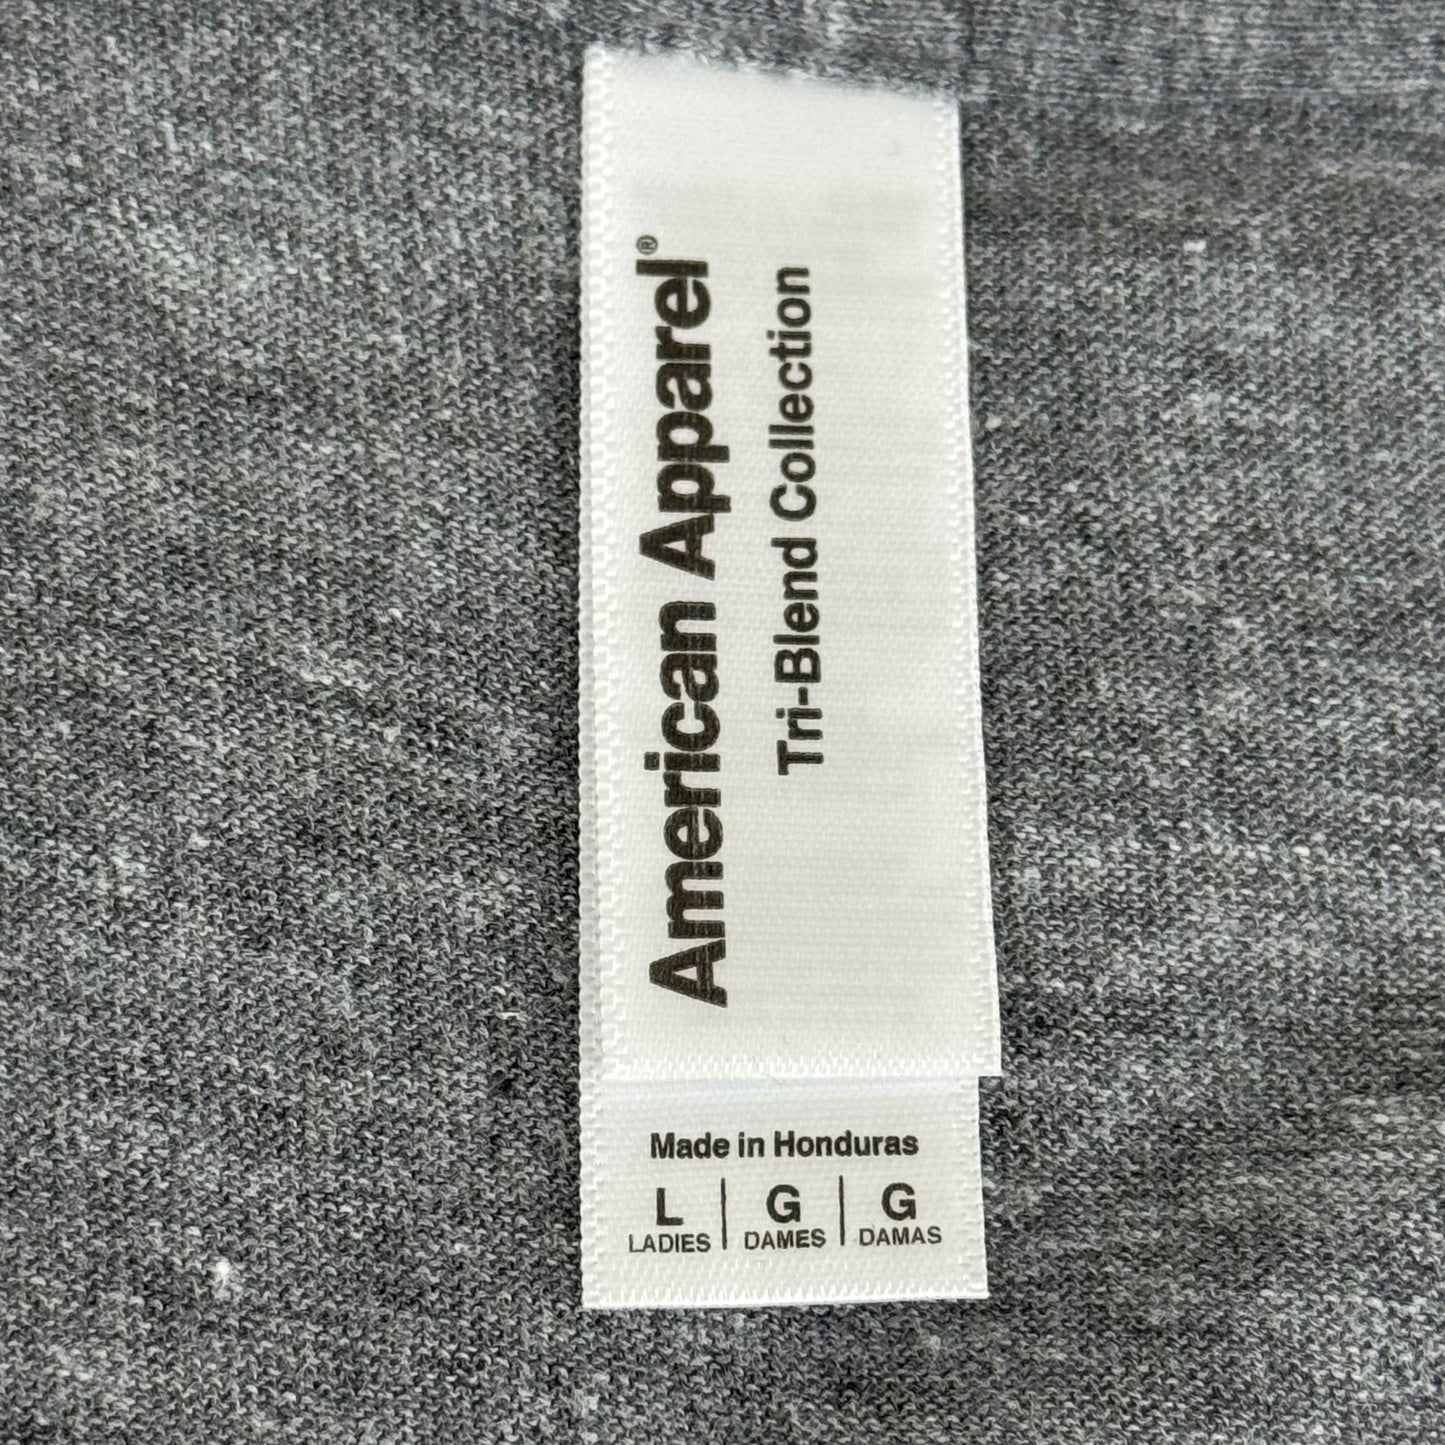 American Apparel®
Tri-Blend Collection
Made in Honduras
L | G | G
LADIES | DAMES | DAMAS